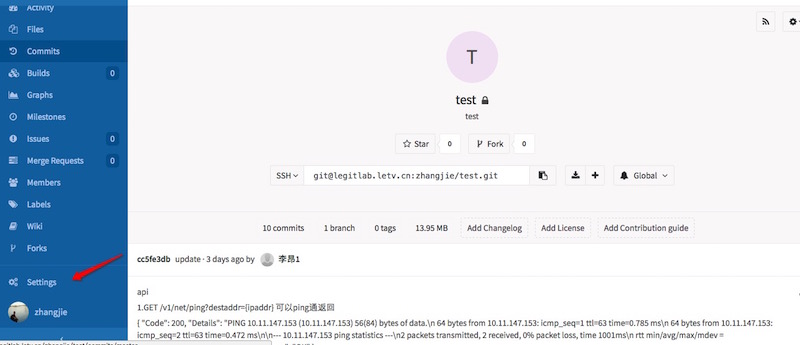 Activity
Files
Commits
Builds 0
Graphs
Milestones
Issues 0
Merge Requests 0
Members
Labels
Wiki
Forks
Settings
zhangjie
T
test
test
Star 0 Fork 0
SSH git@legitlab.letv.cn:zhangjie/test.git Global
10 commits 1 branch 0 tags 13.95 MB Add Changelog Add License Add Contribution guide
cc5fe3db update · 3 days ago by 李昂1
api
1.GET /v1/net/ping?destaddr={ipaddr} 可以ping通返回
{ "Code": 200, "Details": "PING 10.11.147.153 (10.11.147.153) 56(84) bytes of data.\n 64 bytes from 10.11.147.153: icmp_seq=1 ttl=63 time=0.785 ms\n 64 bytes from 10.11.147.153:
icmp_seq=2 ttl=63 time=0.472 ms\n\n--- 10.11.147.153 ping statistics ---\n2 packets transmitted, 2 received, 0% packet loss, time 1001ms\n rtt min/avg/max/mdev =